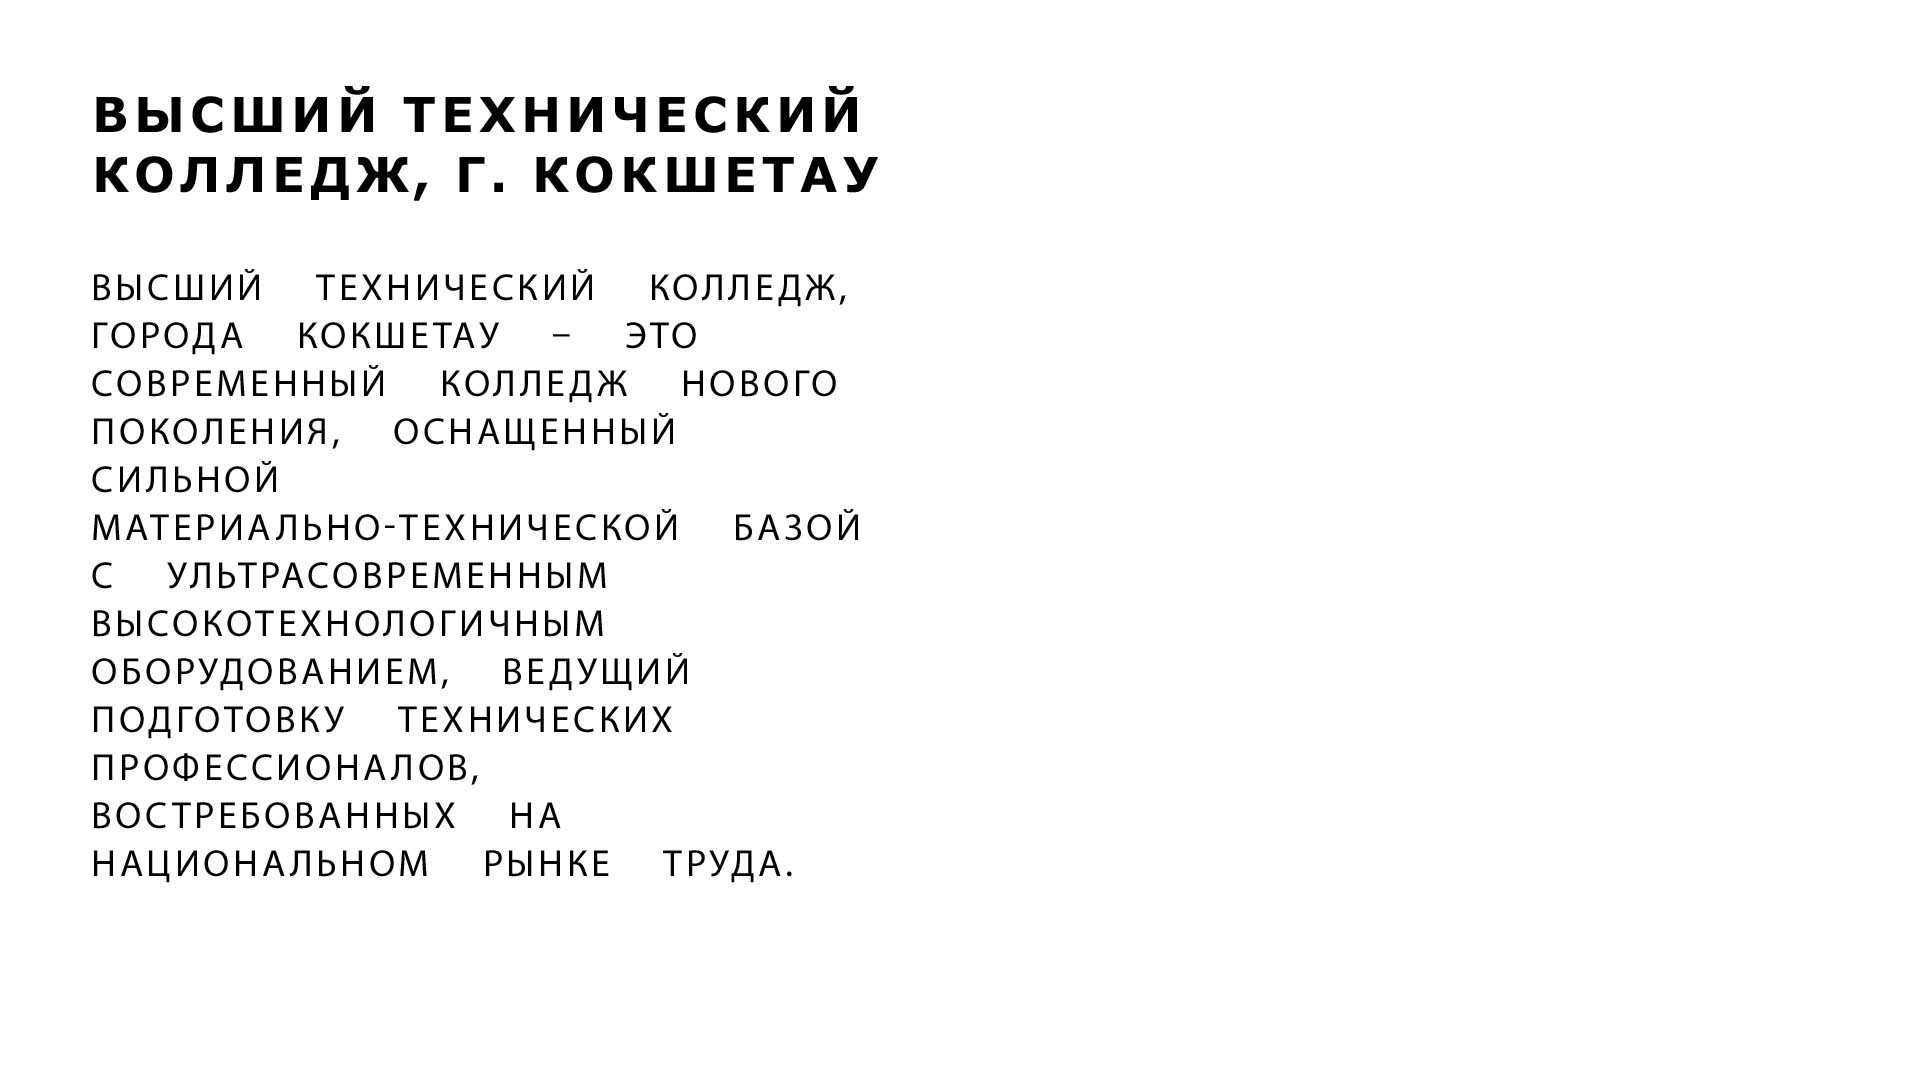 ВЫСШИЙ ТЕХНИЧЕСКИЙ
КОЛЛЕДЖ, Г. КОКШЕТАУ
ВЫСШИЙ ТЕХНИЧЕСКИЙ КОЛЛЕДЖ,
ГОРОДА КОКШЕТАУ – ЭТО
СОВРЕМЕННЫЙ КОЛЛЕДЖ НОВОГО
ПОКОЛЕНИЯ, ОСНАЩЕННЫЙ
СИЛЬНОЙ
МАТЕРИАЛЬНО-ТЕХНИЧЕСКОЙ БАЗОЙ
С УЛЬТРАСОВРЕМЕННЫМ
ВЫСОКОТЕХНОЛОГИЧНЫМ
ОБОРУДОВАНИЕМ, ВЕДУЩИЙ
ПОДГОТОВКУ ТЕХНИЧЕСКИХ
ПРОФЕССИОНАЛОВ,
ВОСТРЕБОВАННЫХ НА
НАЦИОНАЛЬНОМ РЫНКЕ ТРУДА.